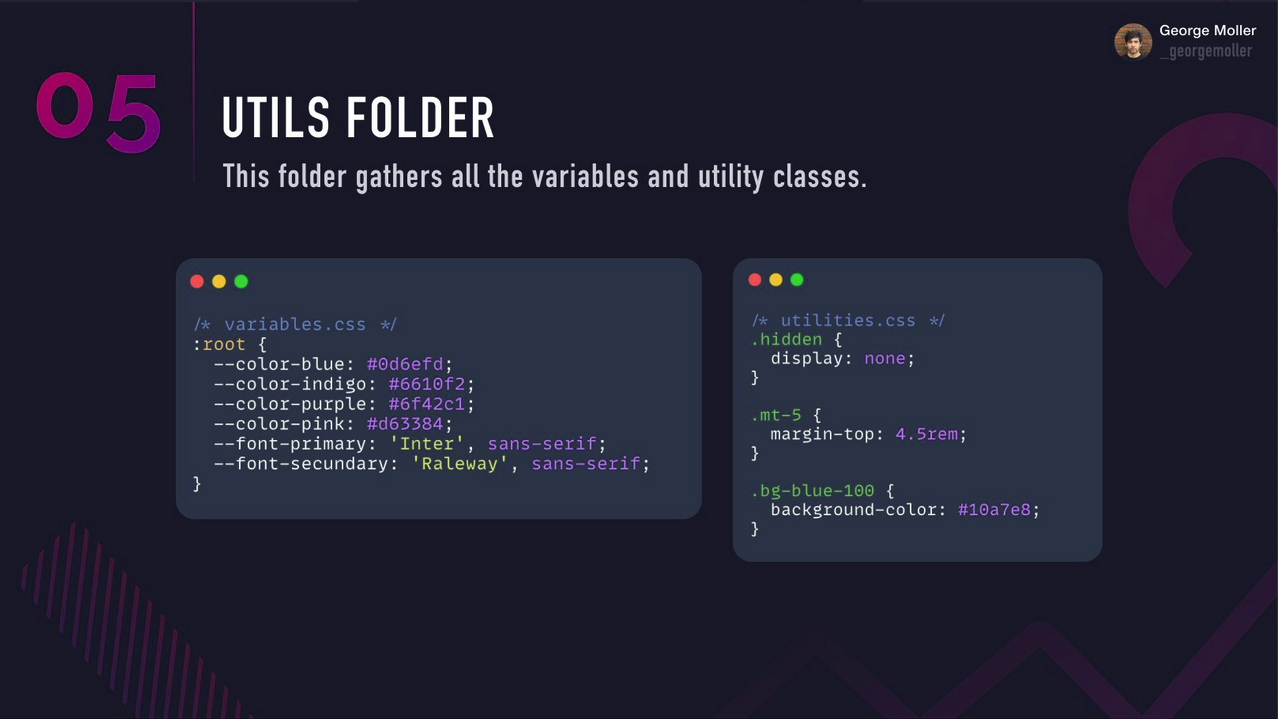 George Moller
_georgemoller
05
UTILS FOLDER
This folder gathers all the variables and utility classes.
/* variables.css */
:root {
  --color-blue: #0d6efd;
  --color-indigo: #6610f2;
  --color-purple: #6f42c1;
  --color-pink: #d63384;
  --font-primary: 'Inter', sans-serif;
  --font-secundary: 'Raleway', sans-serif;
}
/* utilities.css */
.hidden {
  display: none;
}
.mt-5 {
  margin-top: 4.5rem;
}
.bg-blue-100 {
  background-color: #10a7e8;
}